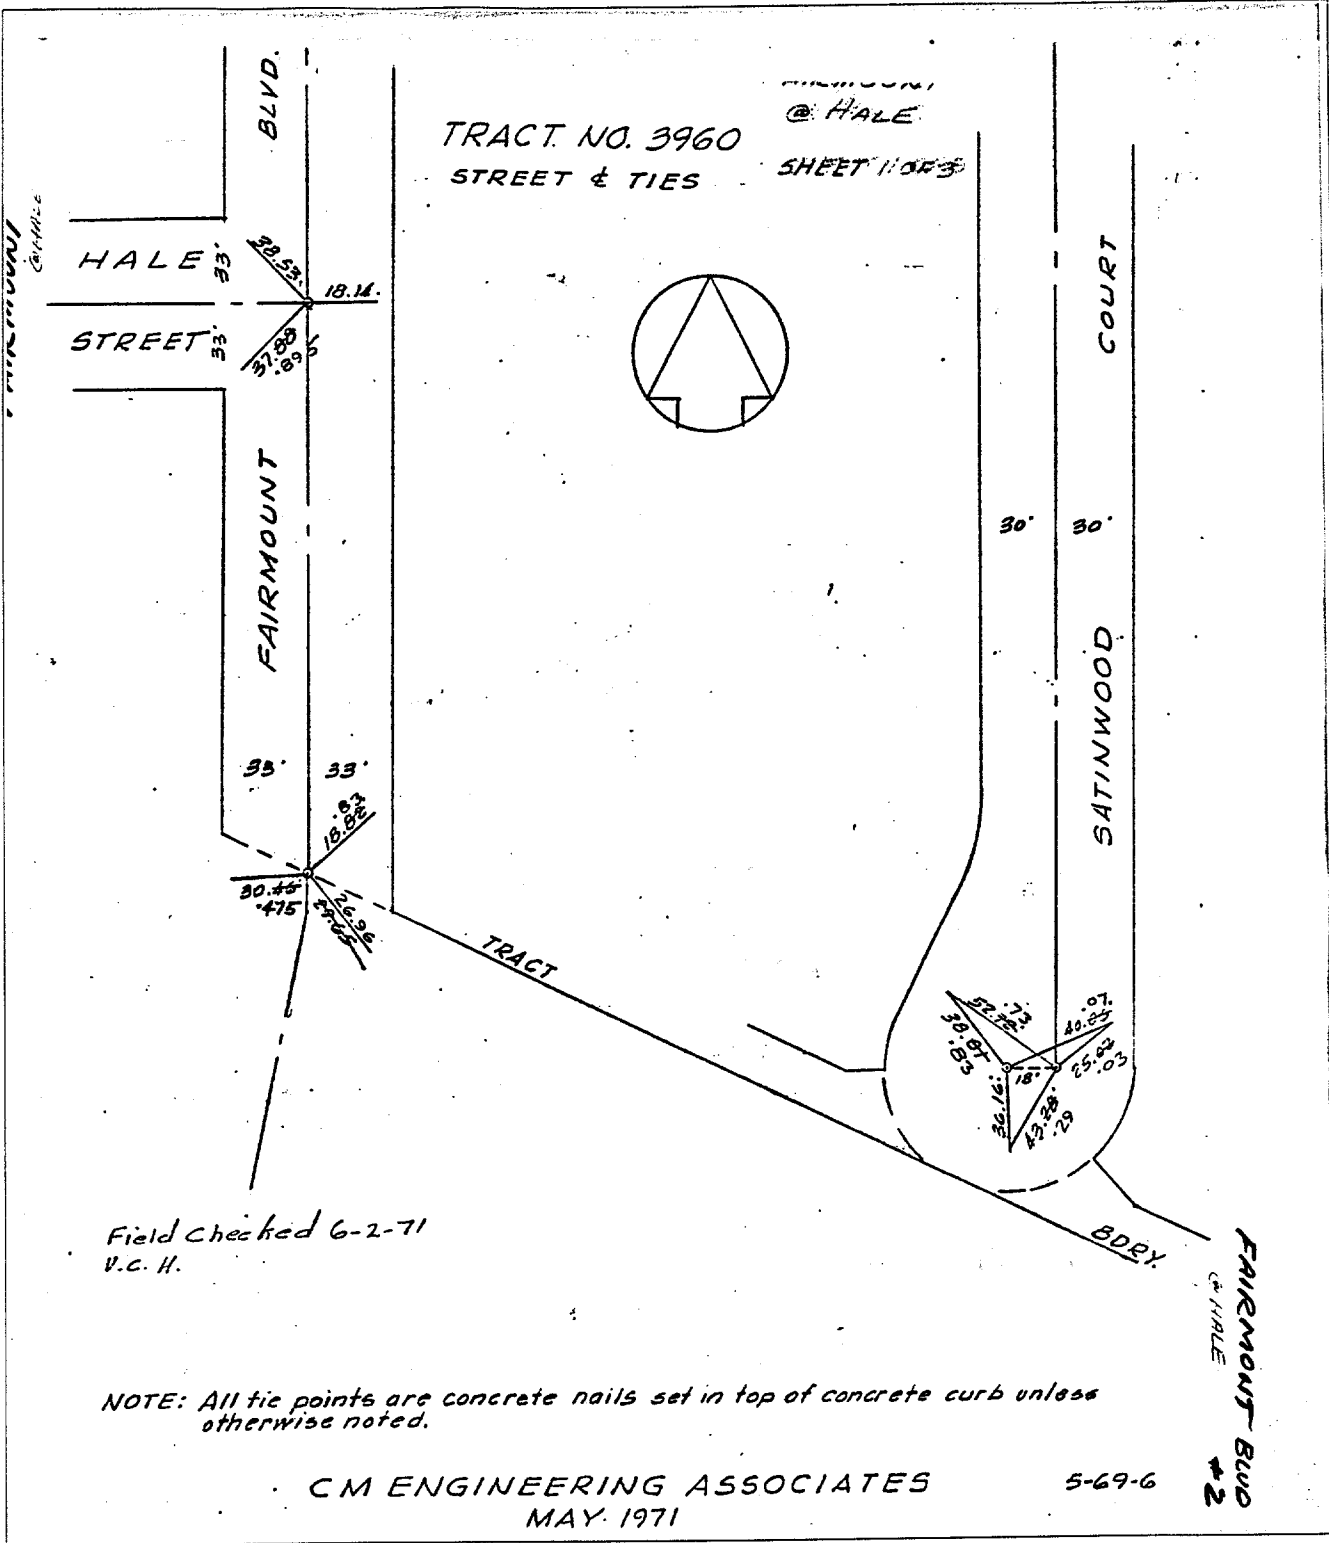 BLVD.
TRACT NO. 3960
STREET ℄ TIES
@ HALE
SHEET 1 OF 3
@ HALE
HALE
STREET
33'
33'
38.53
18.14
37.88
.895
COURT
FAIRMOUNT
30'
30'
SATINWOOD
33'
33'
.83
18.82
30.45
.475
26.96
TRACT
52.78
.73
.07
40.05
38.87
.83
18'
25.02
.03
36.16
43.28
.29
BDRY.
Field Checked 6-2-71
V.C.H.
FAIRMONT BLVD
@ HALE
#2
NOTE: All tie points are concrete nails set in top of concrete curb unless
otherwise noted.
CM ENGINEERING ASSOCIATES
5-69-6
MAY 1971